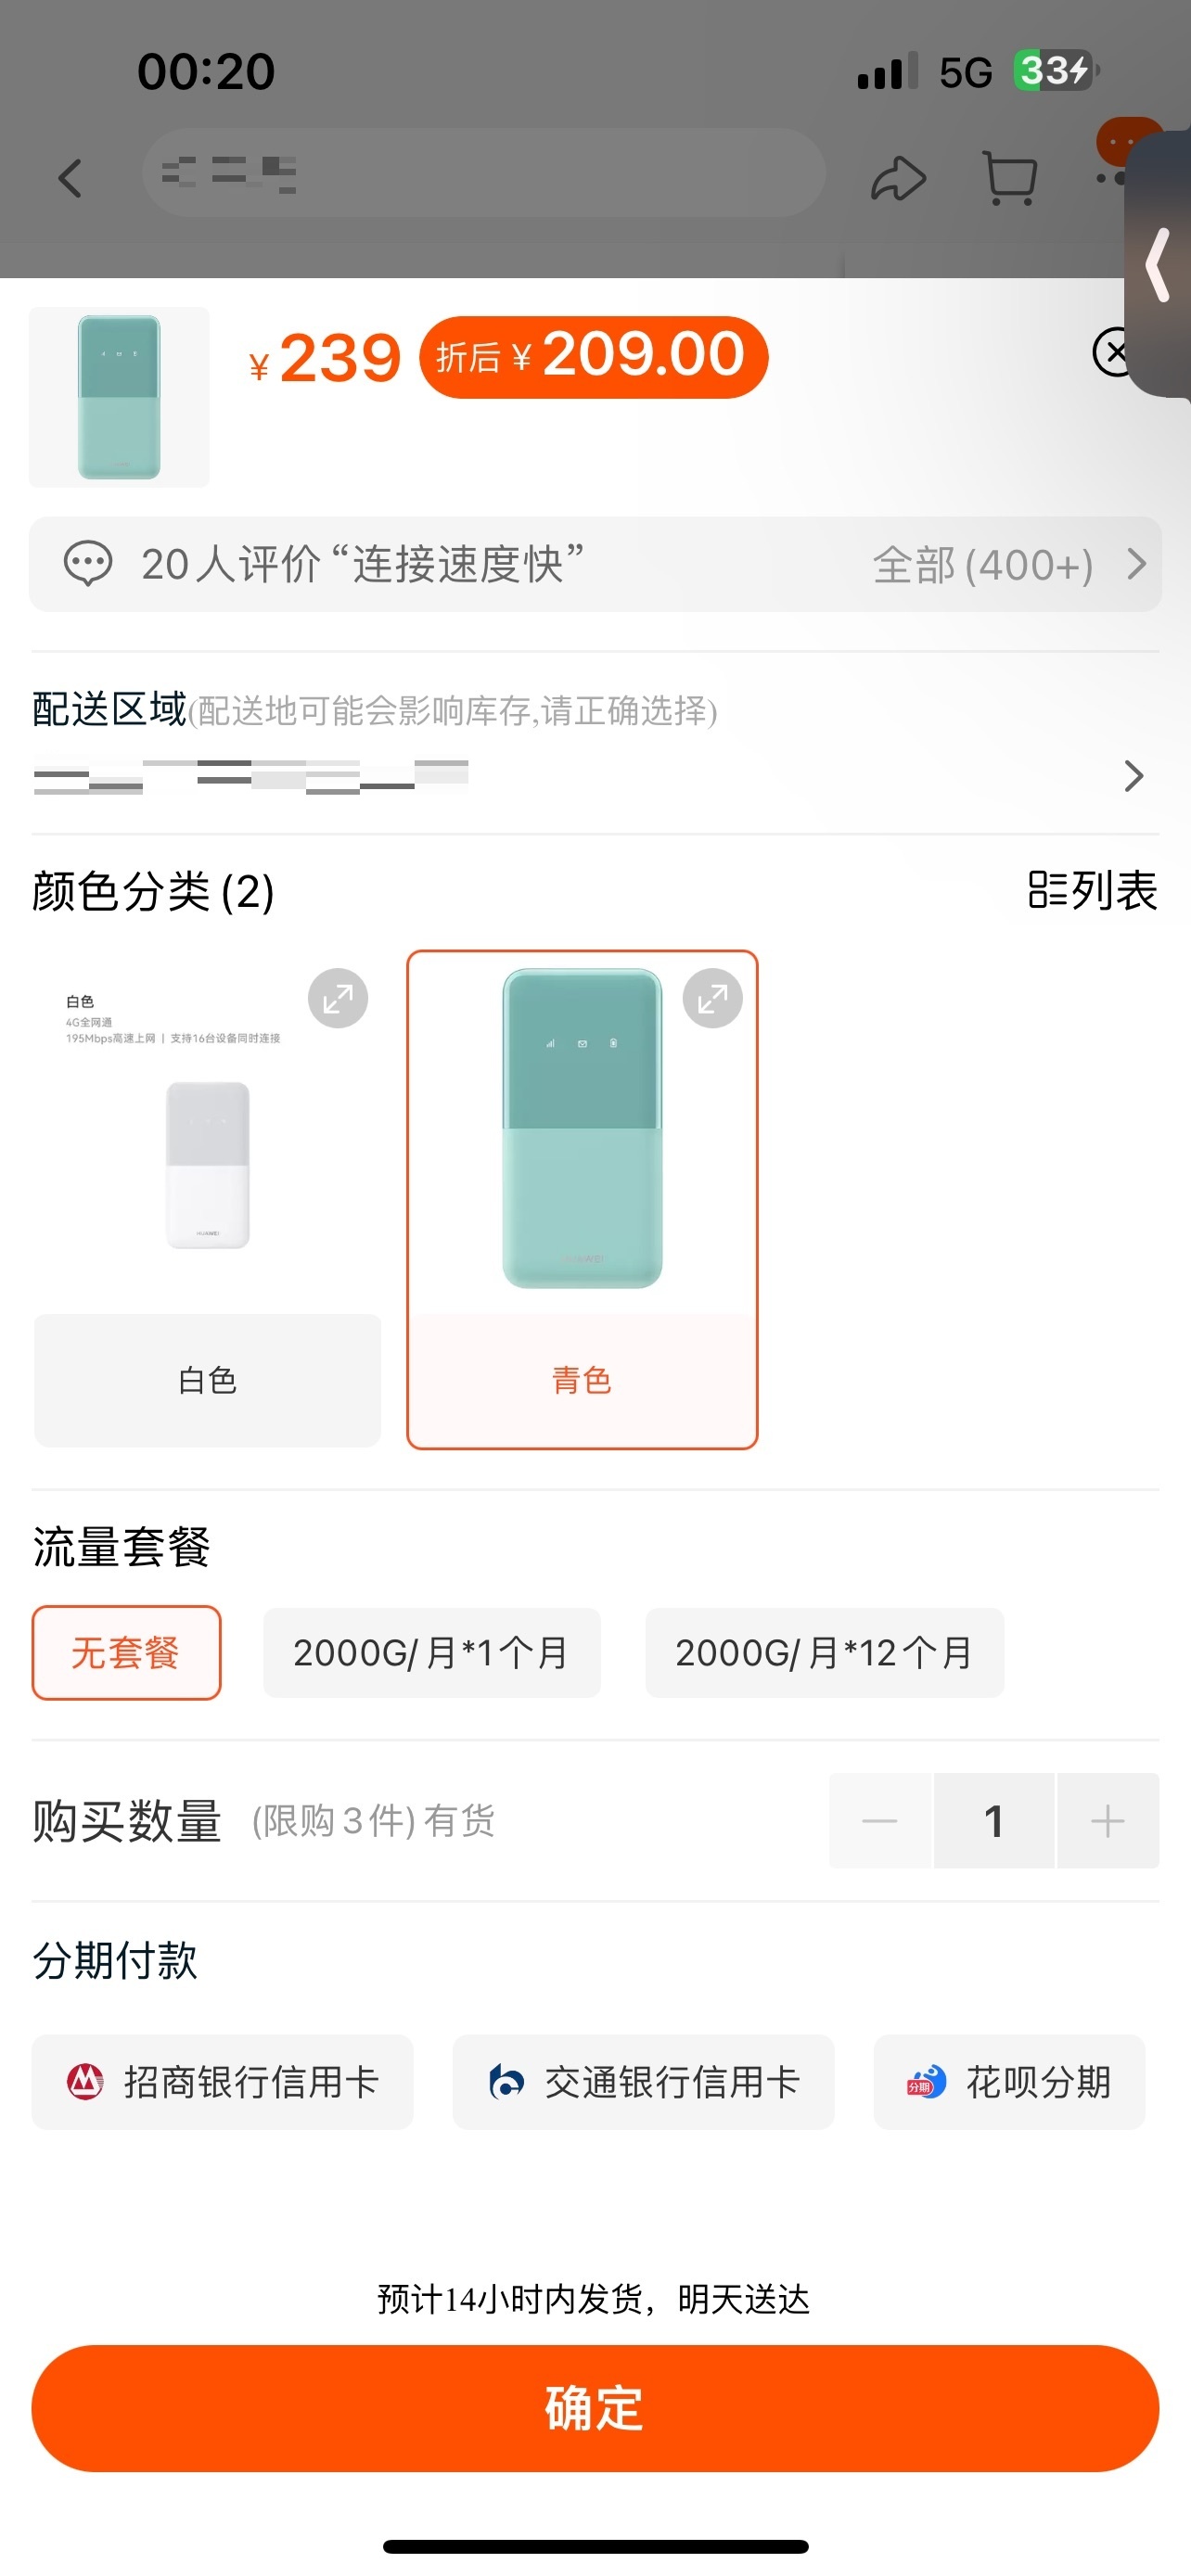 00:20
5G
33
¥239
折后 ¥209.00
20人评价“连接速度快”
全部(400+)
配送区域(配送地可能会影响库存,请正确选择)
颜色分类(2)
列表
白色
4G全网通
195Mbps高速上网 | 支持16台设备同时连接
HUAWEI
HUAWEI
白色
青色
流量套餐
无套餐
2000G/月*1个月
2000G/月*12个月
购买数量
(限购3件)有货
1
分期付款
招商银行信用卡
交通银行信用卡
分期
花呗分期
预计14小时内发货，明天送达
确定